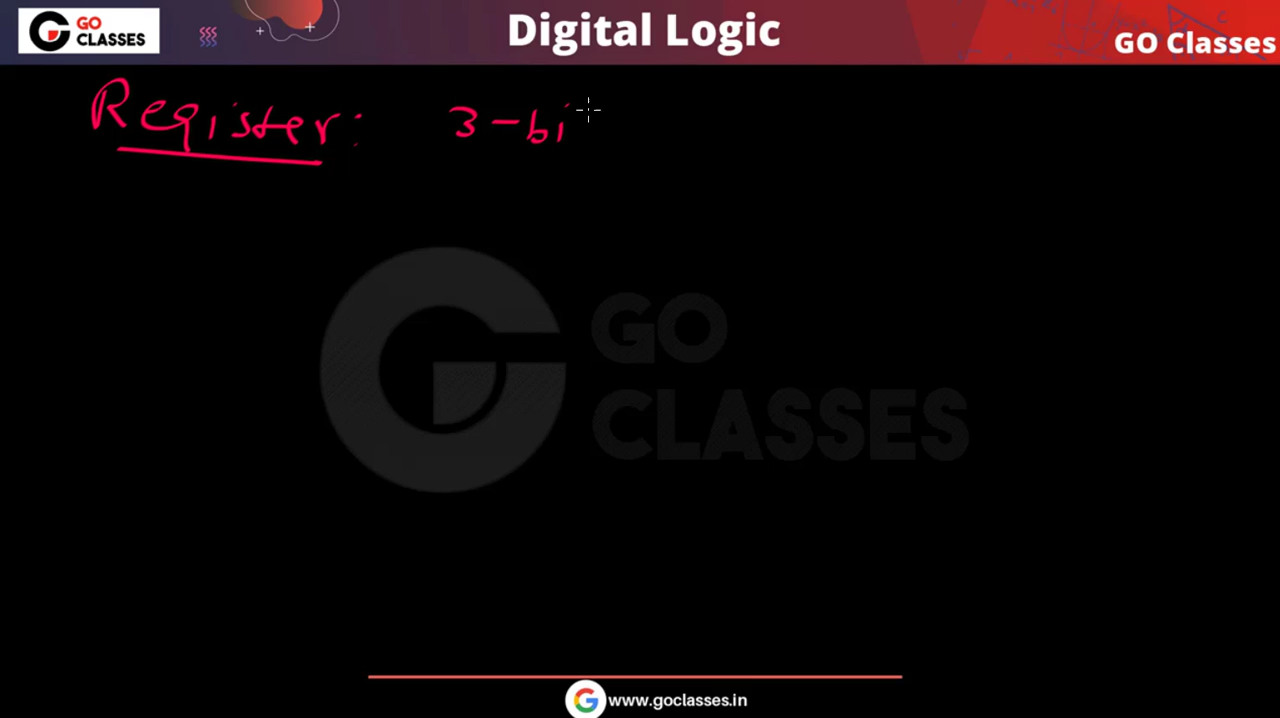 GO CLASSES
Digital Logic
GO Classes
Register: 3-bi
GO
CLASSES
www.goclasses.in